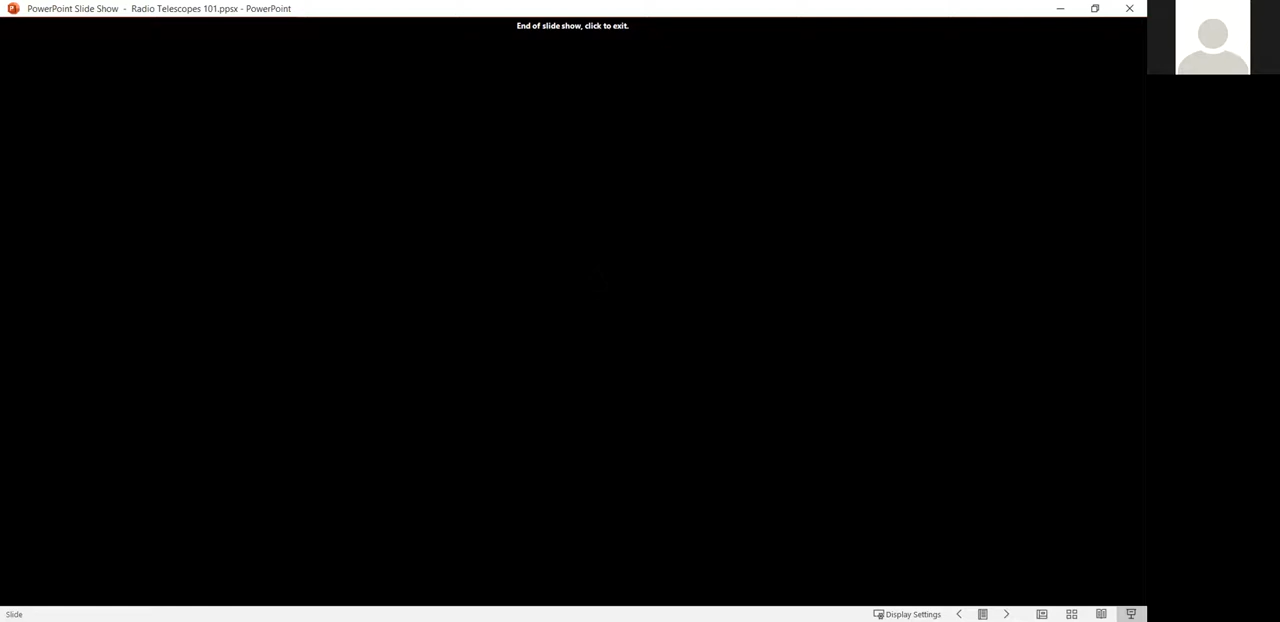 PowerPoint Slide Show - Radio Telescopes 101.ppsx - PowerPoint
End of slide show, click to exit.
Slide
Display Settings